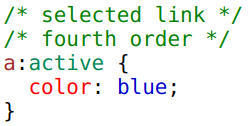 /* selected link */
/* fourth order */
a:active {
  color: blue;
}